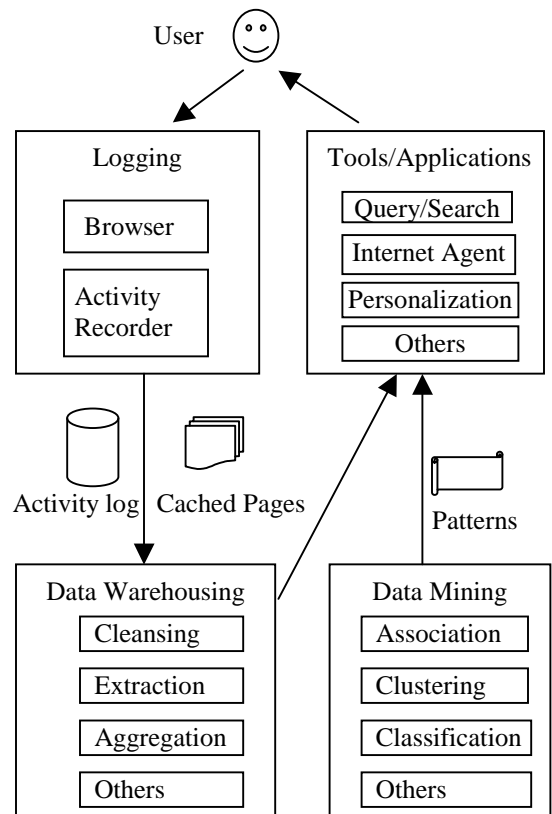 User
Logging
Browser
Activity
Recorder
Tools/Applications
Query/Search
Internet Agent
Personalization
Others
Activity log
Cached Pages
Patterns
Data Warehousing
Cleansing
Extraction
Aggregation
Others
Data Mining
Association
Clustering
Classification
Others